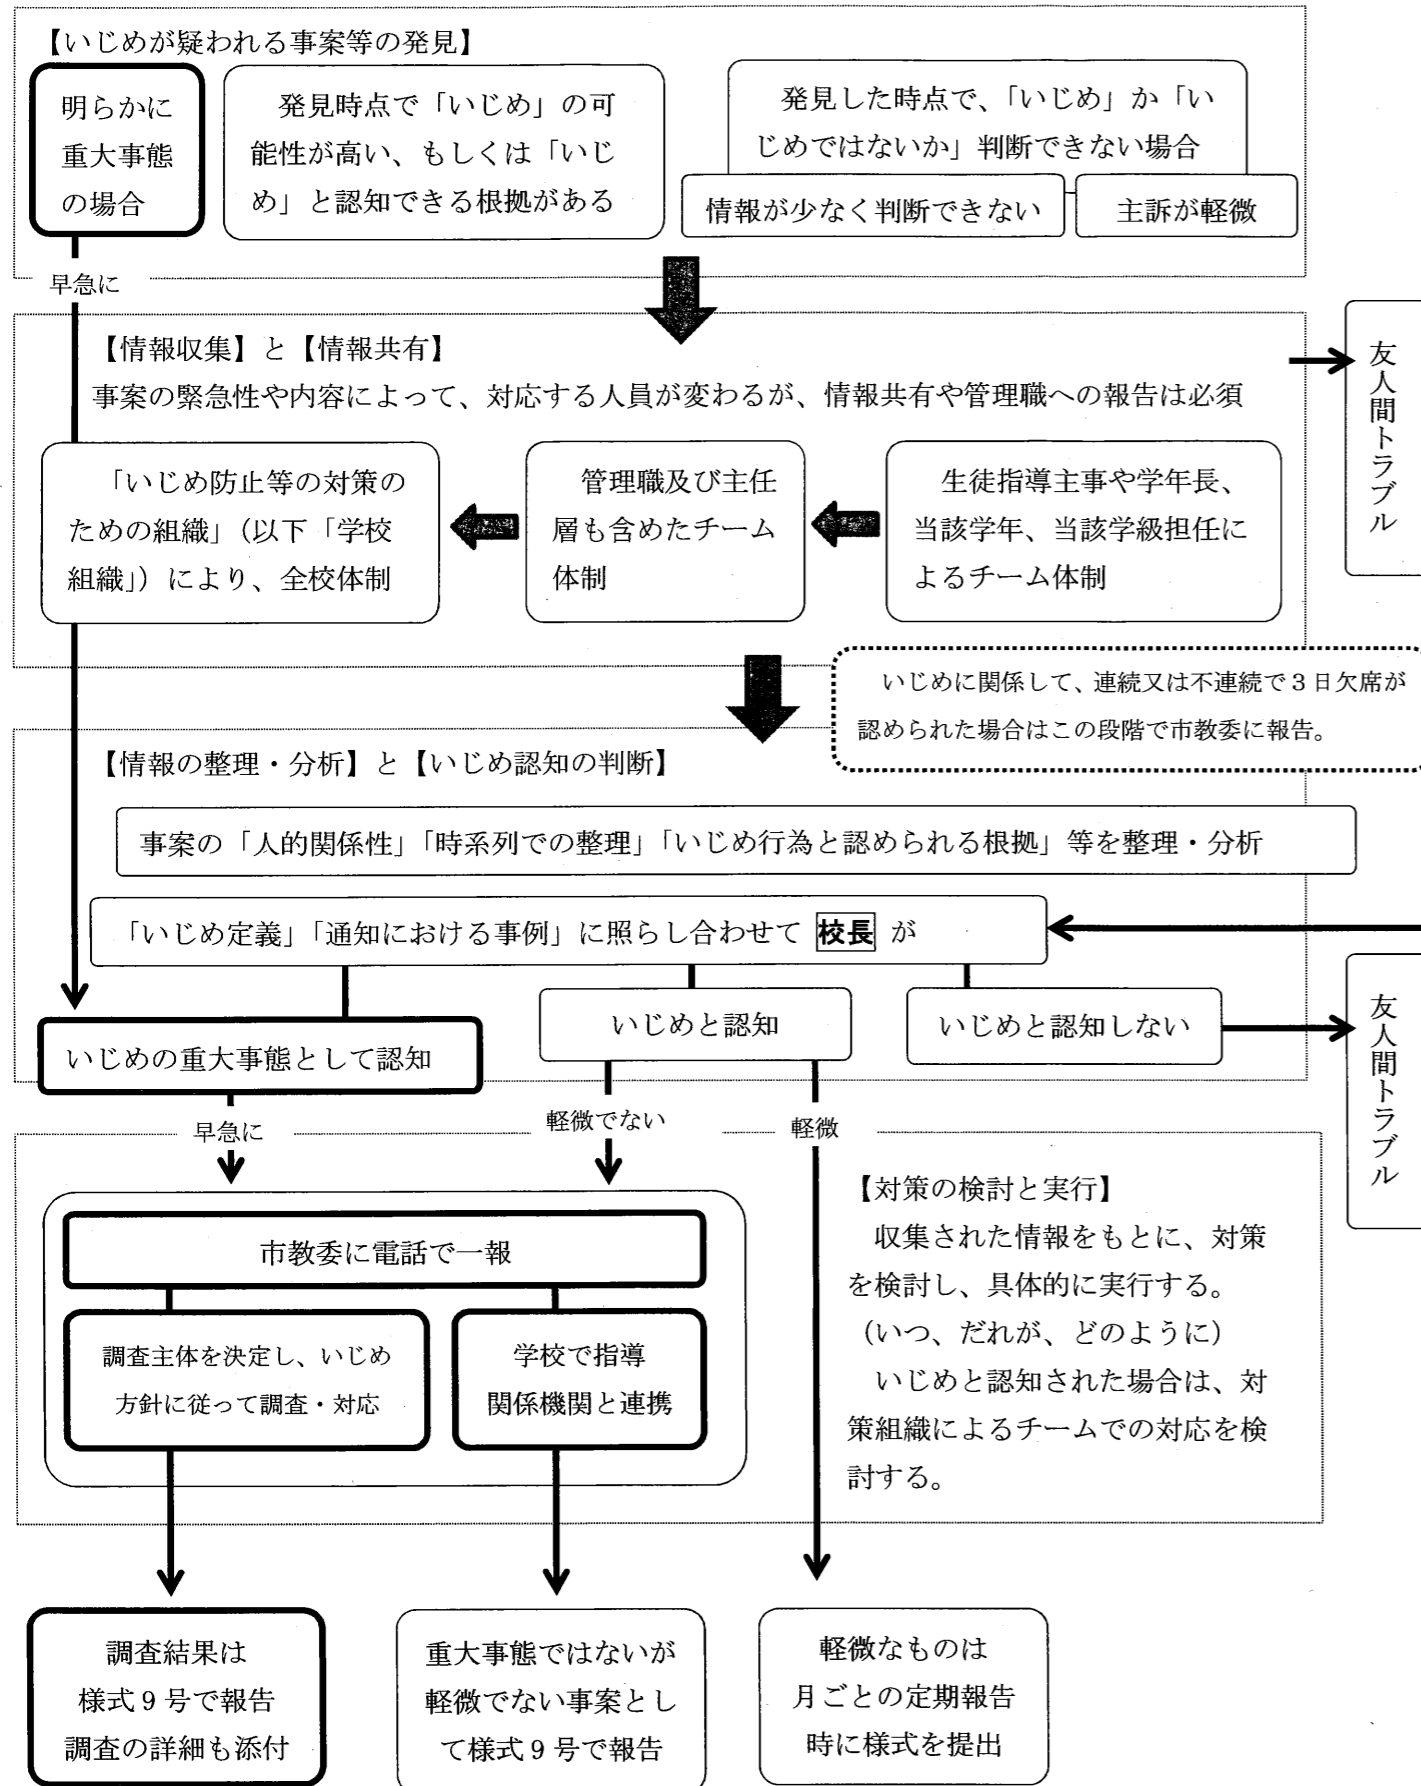 【いじめが疑われる事案等の発見】
明らかに
重大事態
の場合
発見時点で「いじめ」の可
能性が高い、もしくは「いじ
め」と認知できる根拠がある
発見した時点で、「いじめ」か「い
じめではないか」判断できない場合
情報が少なく判断できない
主訴が軽微
早急に
【情報収集】と【情報共有】
事案の緊急性や内容によって、対応する人員が変わるが、情報共有や管理職への報告は必須
友人間トラブル
「いじめ防止等の対策の
ための組織」（以下「学校
組織」）により、全校体制
管理職及び主任
層も含めたチーム
体制
生徒指導主事や学年長、
当該学年、当該学級担任に
よるチーム体制
いじめに関係して、連続又は不連続で３日欠席が
認められた場合はこの段階で市教委に報告。
【情報の整理・分析】と【いじめ認知の判断】
事案の「人的関係性」「時系列での整理」「いじめ行為と認められる根拠」等を整理・分析
「いじめ定義」「通知における事例」に照らし合わせて 校長 が
いじめの重大事態として認知
いじめと認知
いじめと認知しない
友人間トラブル
早急に
軽微でない
軽微
市教委に電話で一報
調査主体を決定し、いじめ
方針に従って調査・対応
学校で指導
関係機関と連携
【対策の検討と実行】
収集された情報をもとに、対策
を検討し、具体的に実行する。
（いつ、だれが、どのように）
いじめと認知された場合は、対
策組織によるチームでの対応を検
討する。
調査結果は
様式９号で報告
調査の詳細も添付
重大事態ではないが
軽微でない事案とし
て様式９号で報告
軽微なものは
月ごとの定期報告
時に様式を提出